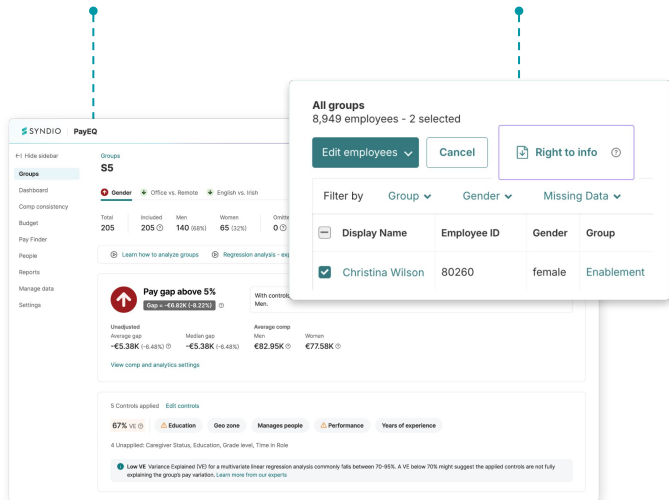 SYNDIO PayEQ
Hide sidebar
Groups
Dashboard
Comp consistency
Budget
Pay Finder
People
Reports
Manage data
Settings
Groups
S5
Gender Office vs. Remote English vs. Irish
Total Included Men Women Omitte
205 205 140 (68%) 65 (32%) 0
Learn how to analyze groups Regression analysis - exp
Pay gap above 5%
Gap = -€6.82K (-8.22%)
With controls
Men.
Unadjusted
Average gap Median gap
-€5.38K (-6.48%) -€5.38K (-6.48%)
Average comp
Men Women
€82.95K €77.58K
View comp and analytics settings
5 Controls applied Edit controls
67% VE Education Geo zone Manages people Performance Years of experience
4 Unapplied: Caregiver Status, Education, Grade level, Time in Role
Low VE Variance Explained (VE) for a multivariate linear regression analysis commonly falls between 70-95%. A VE below 70% might suggest the applied controls are not fully
explaining the group's pay variation. Learn more from our experts
All groups
8,949 employees - 2 selected
Edit employees Cancel Right to info
Filter by Group Gender Missing Data
Display Name Employee ID Gender Group
Christina Wilson 80260 female Enablement